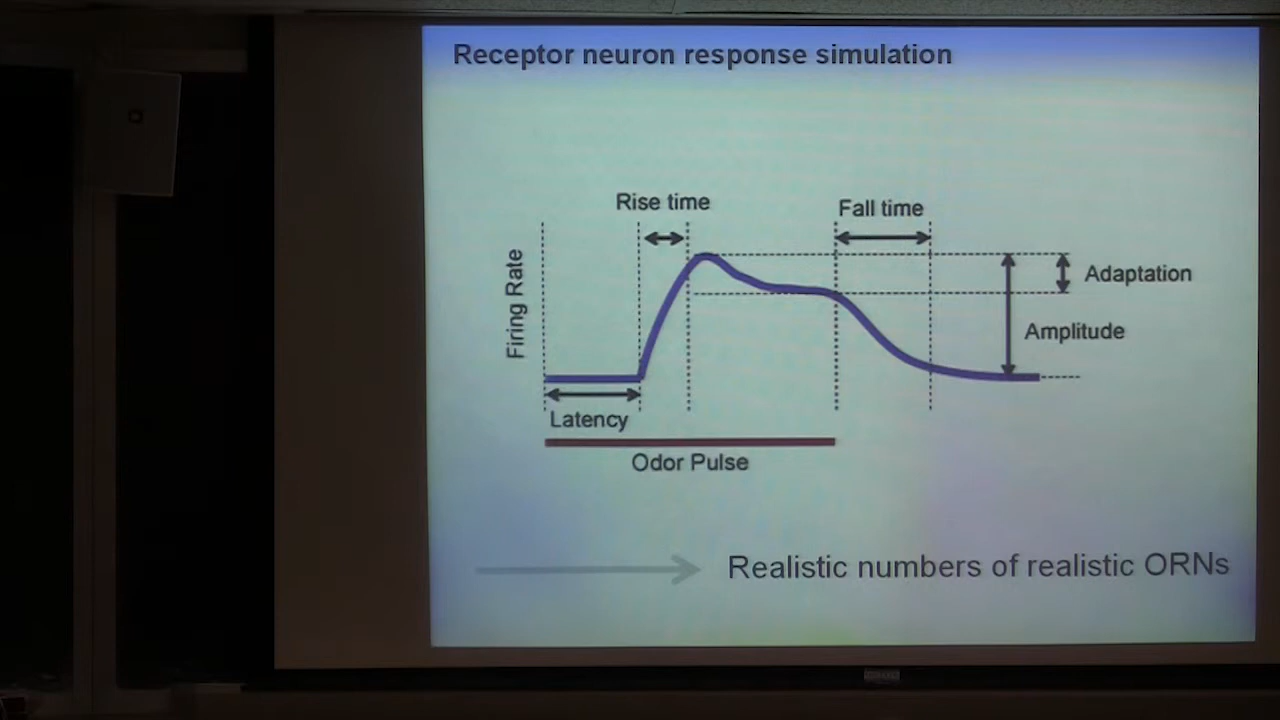 Receptor neuron response simulation
Rise time
Fall time
Firing Rate
Adaptation
Amplitude
Latency
Odor Pulse
Realistic numbers of realistic ORNs